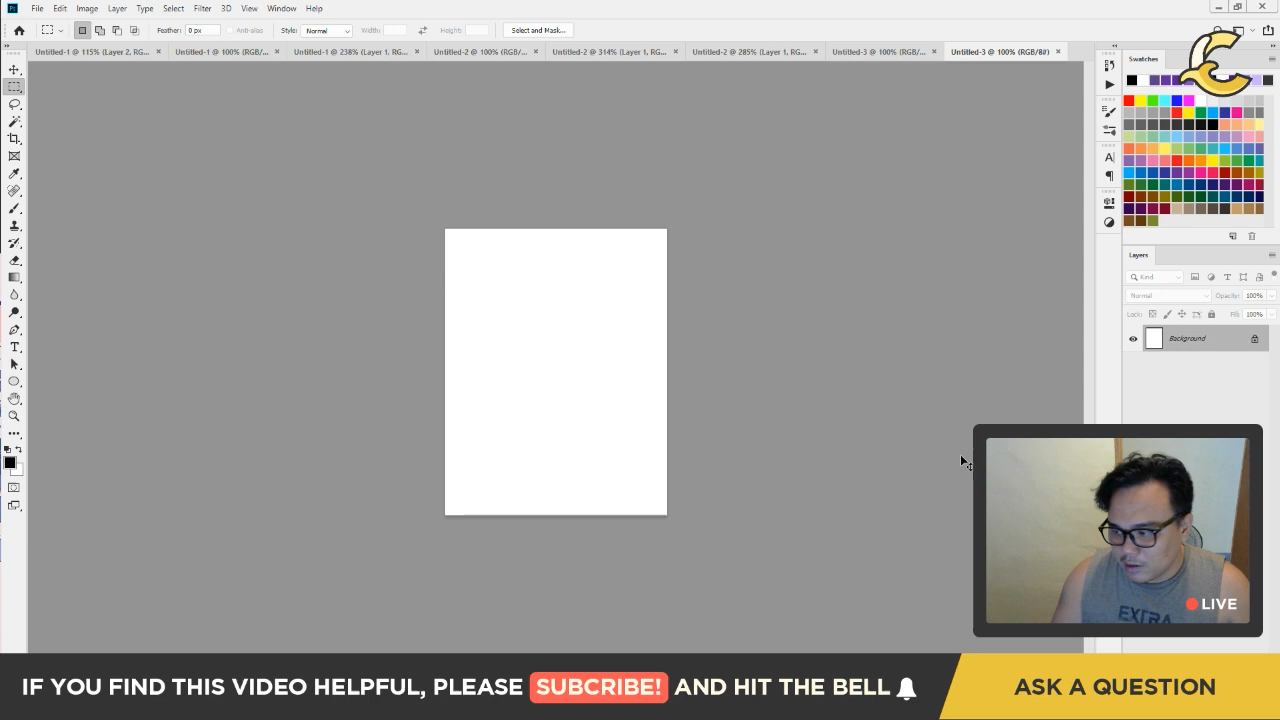 Ps File Edit Image Layer Type Select Filter 3D View Window Help
Feather: 0 px Anti-alias Style: Normal Width: Height: Select and Mask...
Untitled-1 @ 115% (Layer 2, RG... × Untitled-1 @ 100% (RGB/... × Untitled-1 @ 238% (Layer 1, RG... × Untitled-2 @ 100% (RGB/... × Untitled-2 @ 314% (Layer 1, RG... × Untitled-2 @ 285% (Layer 1, RG... × Untitled-3 @ 100% (RGB/... × Untitled-3 @ 100% (RGB/8#) ×
Swatches
Layers
Kind
Normal Opacity: 100%
Lock: Fill: 100%
Background
EXTRA
LIVE
IF YOU FIND THIS VIDEO HELPFUL, PLEASE SUBCRIBE! AND HIT THE BELL
ASK A QUESTION